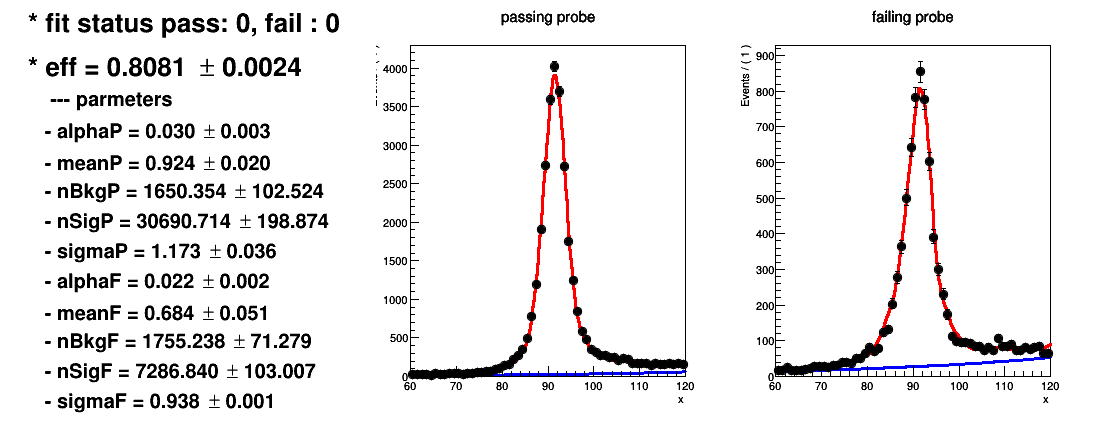 * fit status pass: 0, fail : 0
* eff = 0.8081 ± 0.0024
--- parmeters
- alphaP = 0.030 ± 0.003
- meanP = 0.924 ± 0.020
- nBkgP = 1650.354 ± 102.524
- nSigP = 30690.714 ± 198.874
- sigmaP = 1.173 ± 0.036
- alphaF = 0.022 ± 0.002
- meanF = 0.684 ± 0.051
- nBkgF = 1755.238 ± 71.279
- nSigF = 7286.840 ± 103.007
- sigmaF = 0.938 ± 0.001
passing probe
4000
3500
3000
2500
2000
1500
1000
500
0
60 70 80 90 100 110 120
x
failing probe
Events / ( 1 )
900
800
700
600
500
400
300
200
100
0
60 70 80 90 100 110 120
x